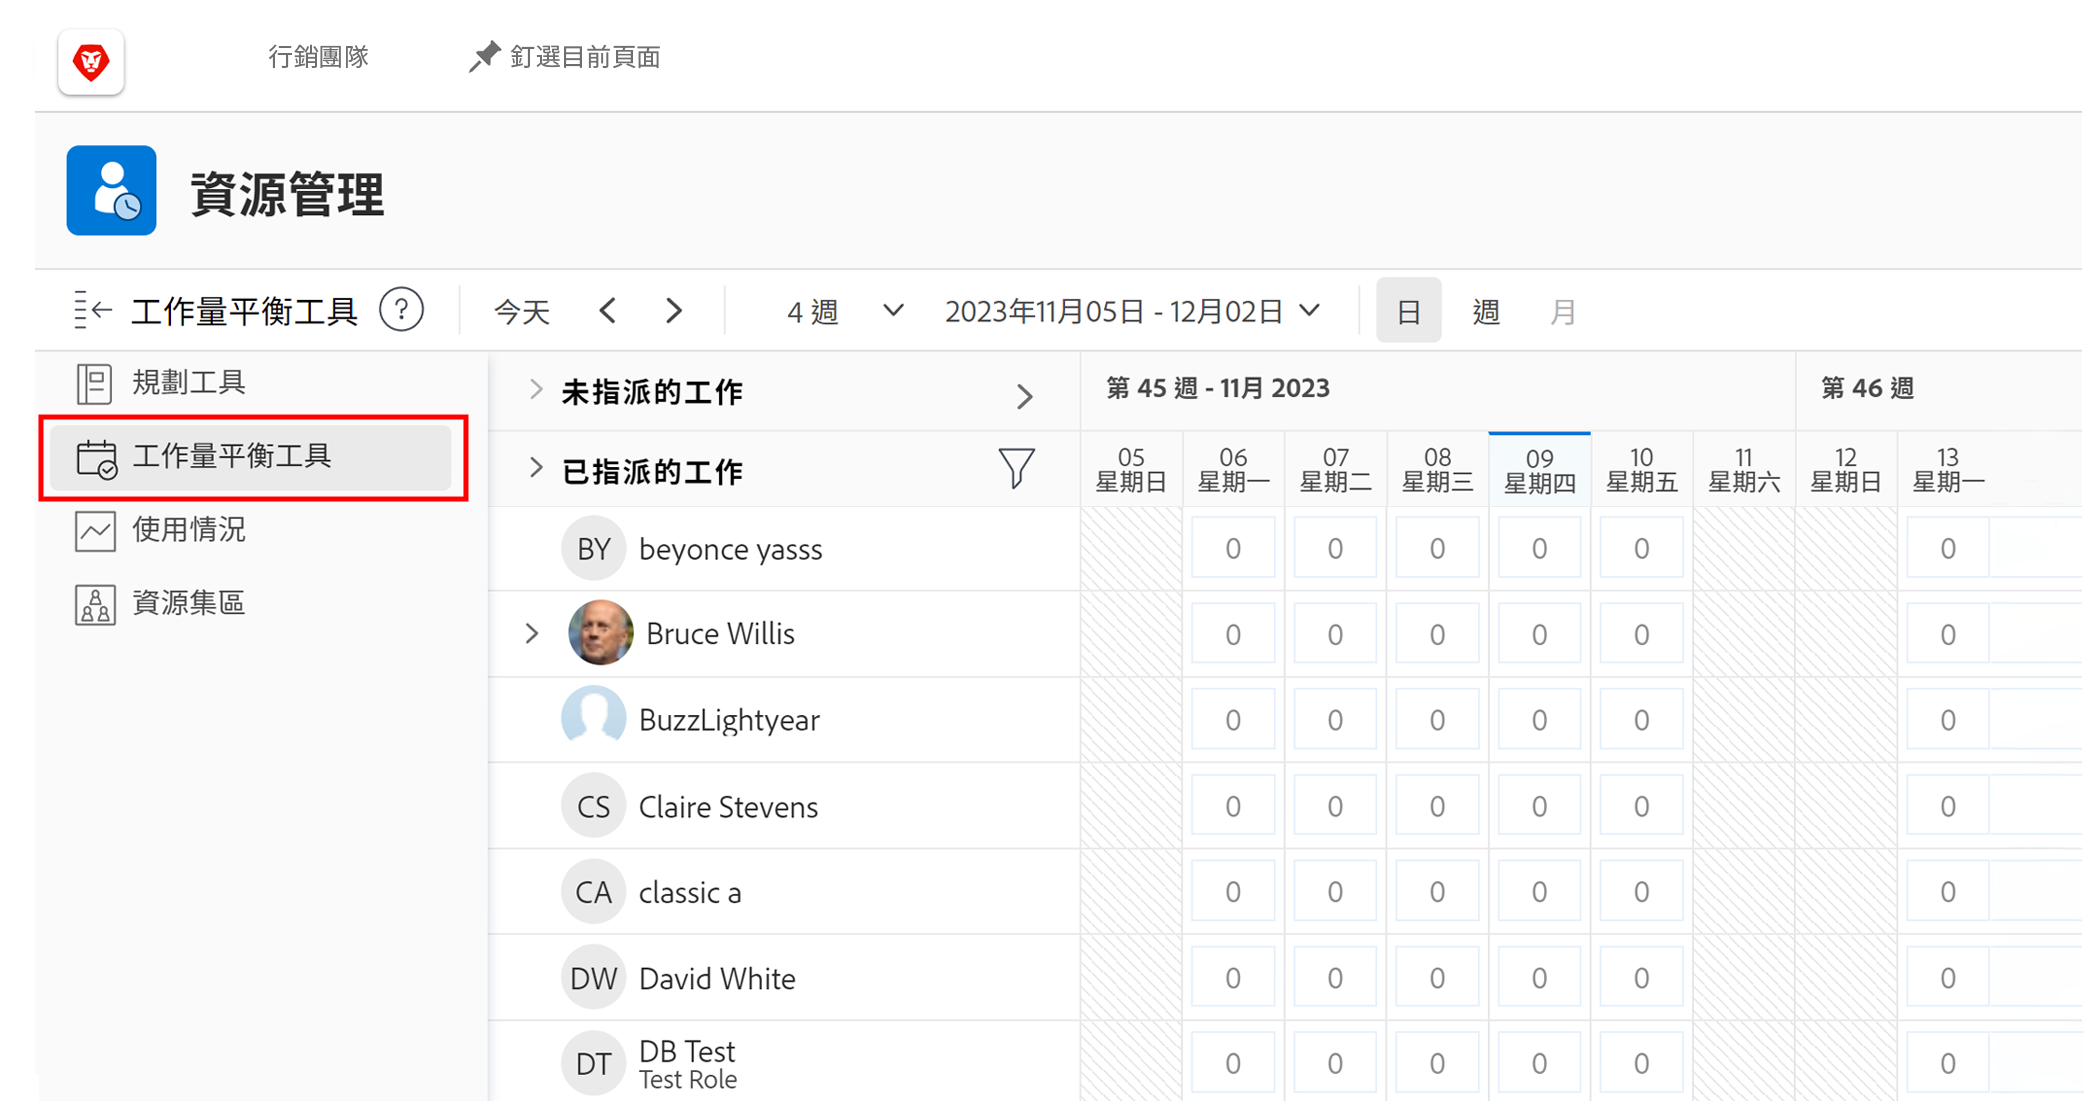 行銷團隊 釘選目前頁面
資源管理
工作量平衡工具 ? 今天 4 週 2023年11月05日 - 12月02日 日 週 月
規劃工具
工作量平衡工具
使用情況
資源集區
未指派的工作 第 45 週 - 11月 2023 第 46 週
已指派的工作
05 06 07 08 09 10 11 12 13
星期日 星期一 星期二 星期三 星期四 星期五 星期六 星期日 星期一
BY beyonce yasss 0 0 0 0 0 0
Bruce Willis 0 0 0 0 0 0
BuzzLightyear 0 0 0 0 0 0
CS Claire Stevens 0 0 0 0 0 0
CA classic a 0 0 0 0 0 0
DW David White 0 0 0 0 0 0
DT DB Test 0 0 0 0 0 0
Test Role